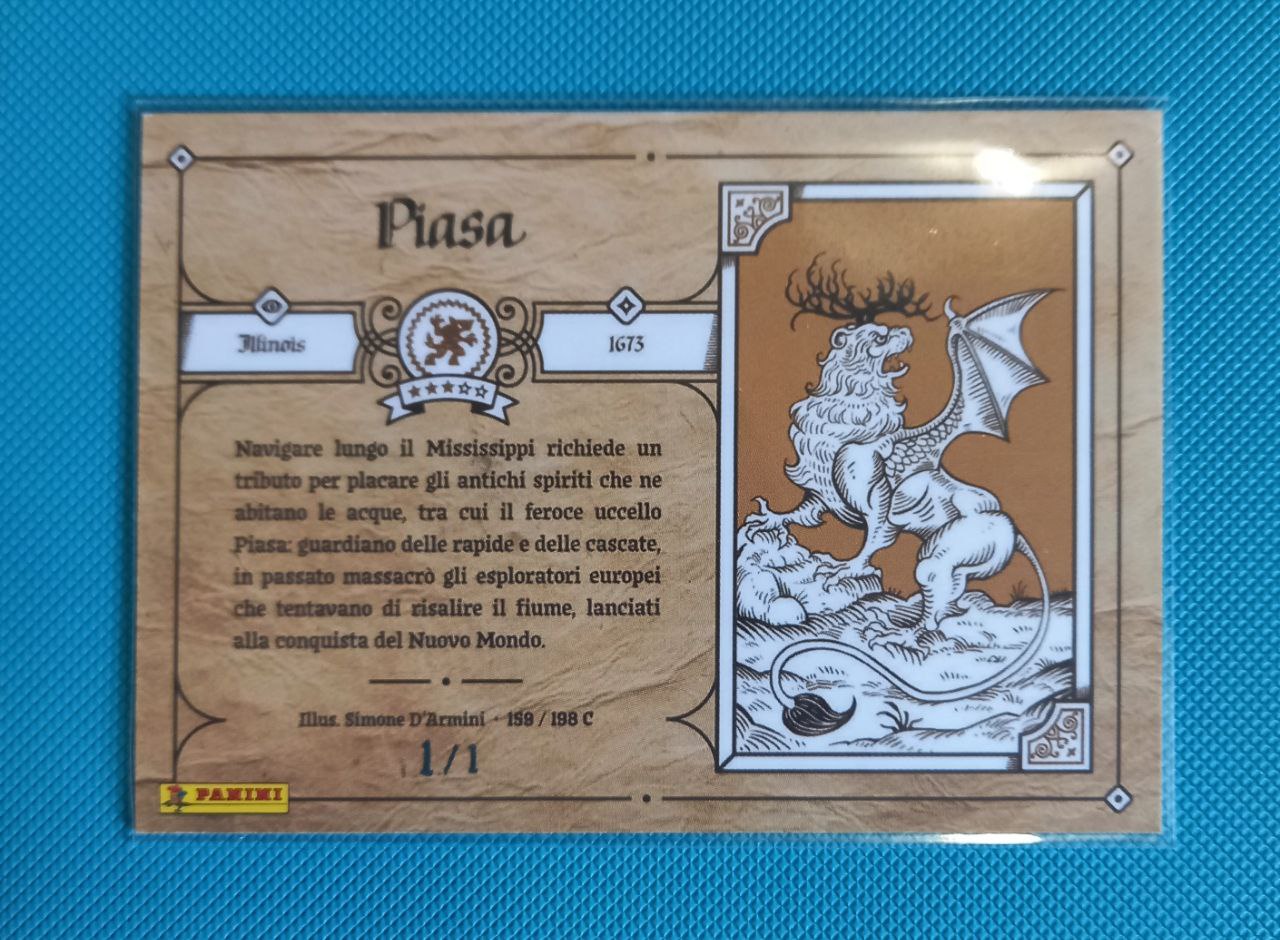 Piasa
Illinois
1673
Navigare lungo il Mississippi richiede un
tributo per placare gli antichi spiriti che ne
abitano le acque, tra cui il feroce uccello
Piasa: guardiano delle rapide e delle cascate,
in passato massacrò gli esploratori europei
che tentavano di risalire il fiume, lanciati
alla conquista del Nuovo Mondo.
Illus. Simone D'Armini · 159 / 198 C
1/1
PANINI